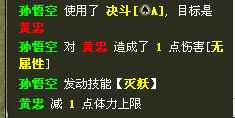 孙悟空 使用了 决斗[♠A]，目标是
黄忠
孙悟空 对 黄忠 造成了 1 点伤害[无
属性]
孙悟空 发动技能【灭妖】
黄忠 减 1 点体力上限